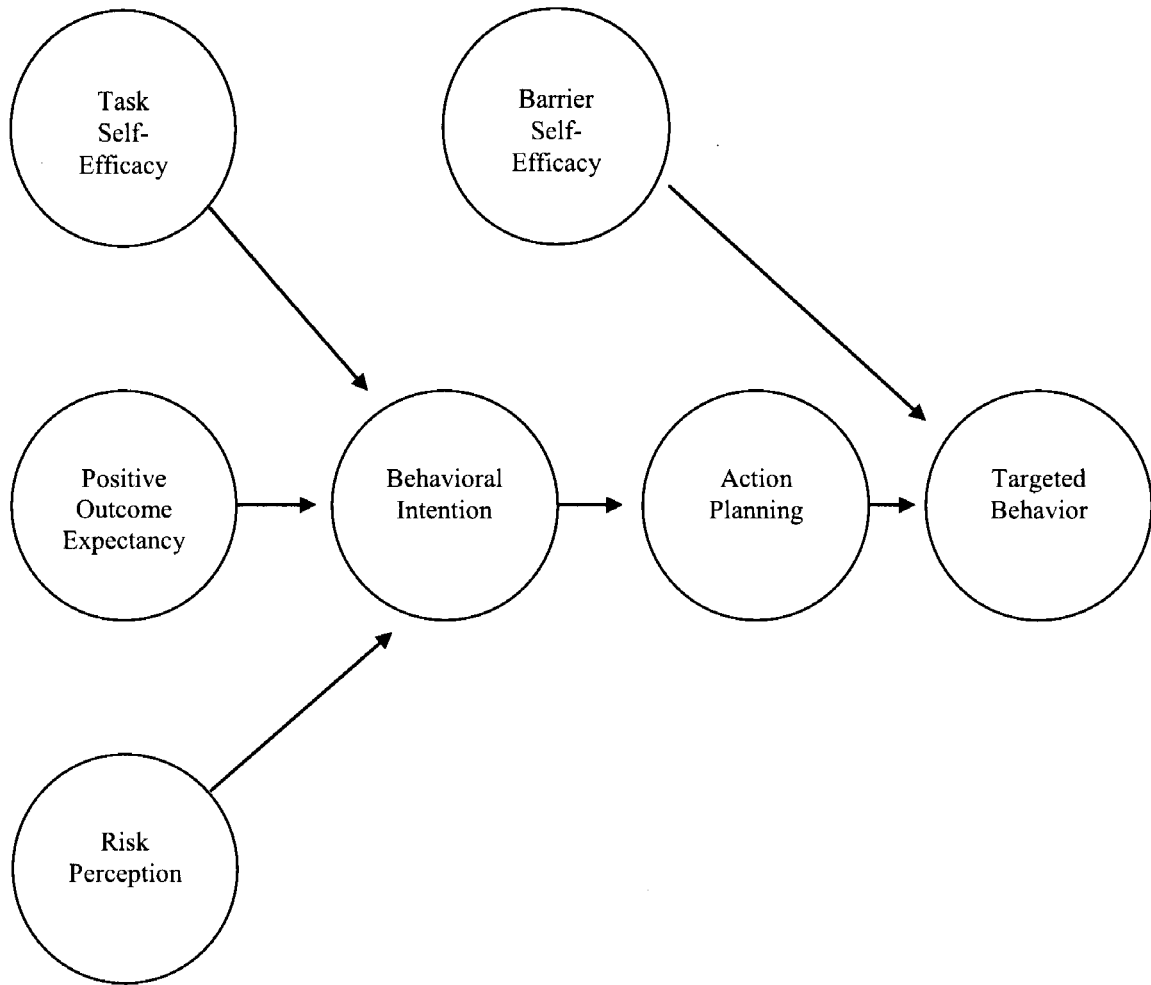 Task
Self-
Efficacy
Barrier
Self-
Efficacy
Positive
Outcome
Expectancy
Behavioral
Intention
Action
Planning
Targeted
Behavior
Risk
Perception